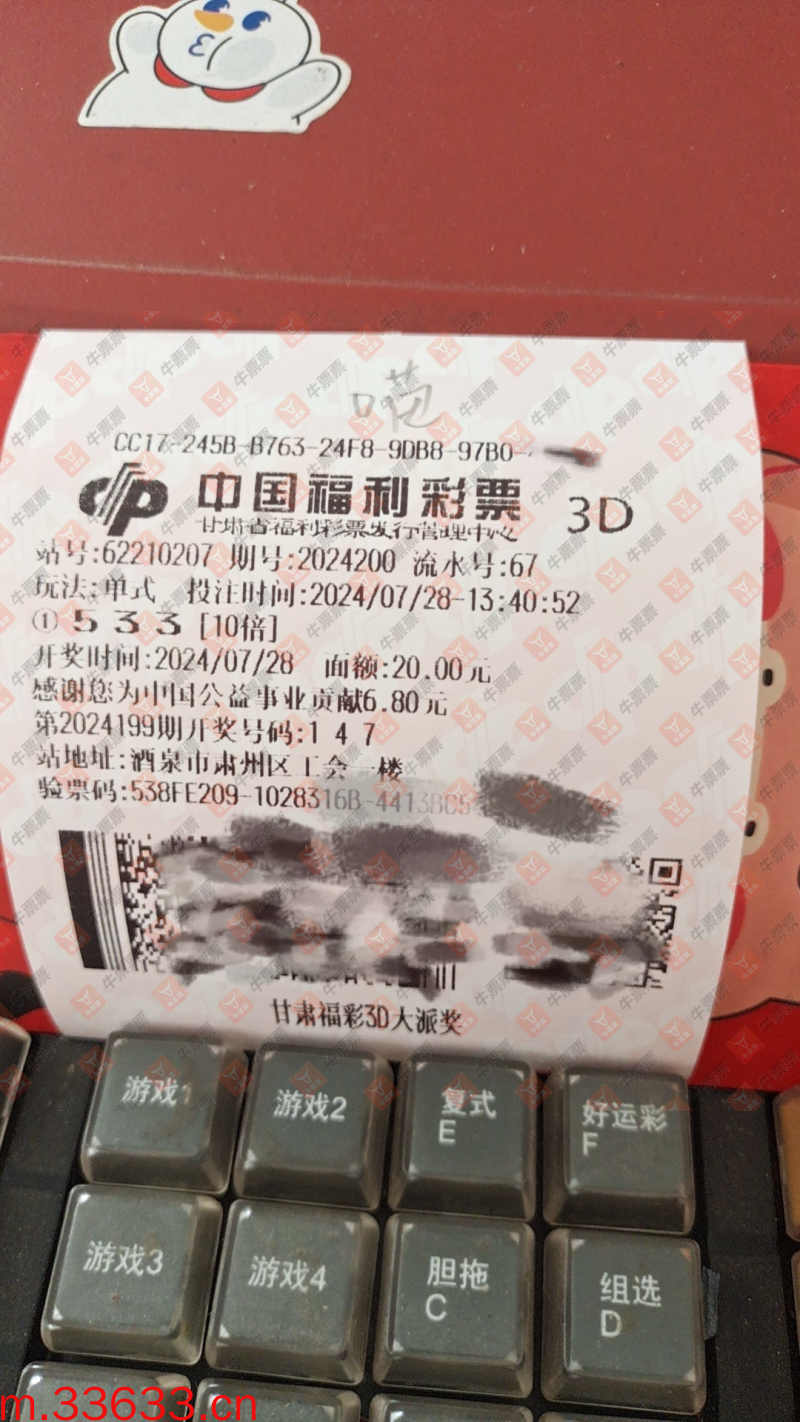 CC17-245B-B763-24F8-9DB8-97B0-
中国福利彩票 3D
甘肃省福利彩票发行管理中心
站号:62210207 期号:2024200 流水号:67
玩法:单式 投注时间:2024/07/28-13:40:52
① 5 3 3 [10倍]
开奖时间:2024/07/28 面额:20.00元
感谢您为中国公益事业贡献6.80元
第2024199期开奖号码:1 4 7
站地址:酒泉市肃州区工会一楼
验票码:538FE209-1028316B-4413BC5
甘肃福彩3D大派奖
游戏1 游戏2 复式 E 好运彩 F
游戏3 游戏4 胆拖 C 组选 D
m.33633.cn
牛票票